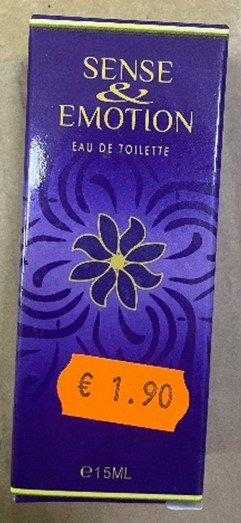 SENSE
&
EMOTION
EAU DE TOILETTE
€ 1.90
℮15ML